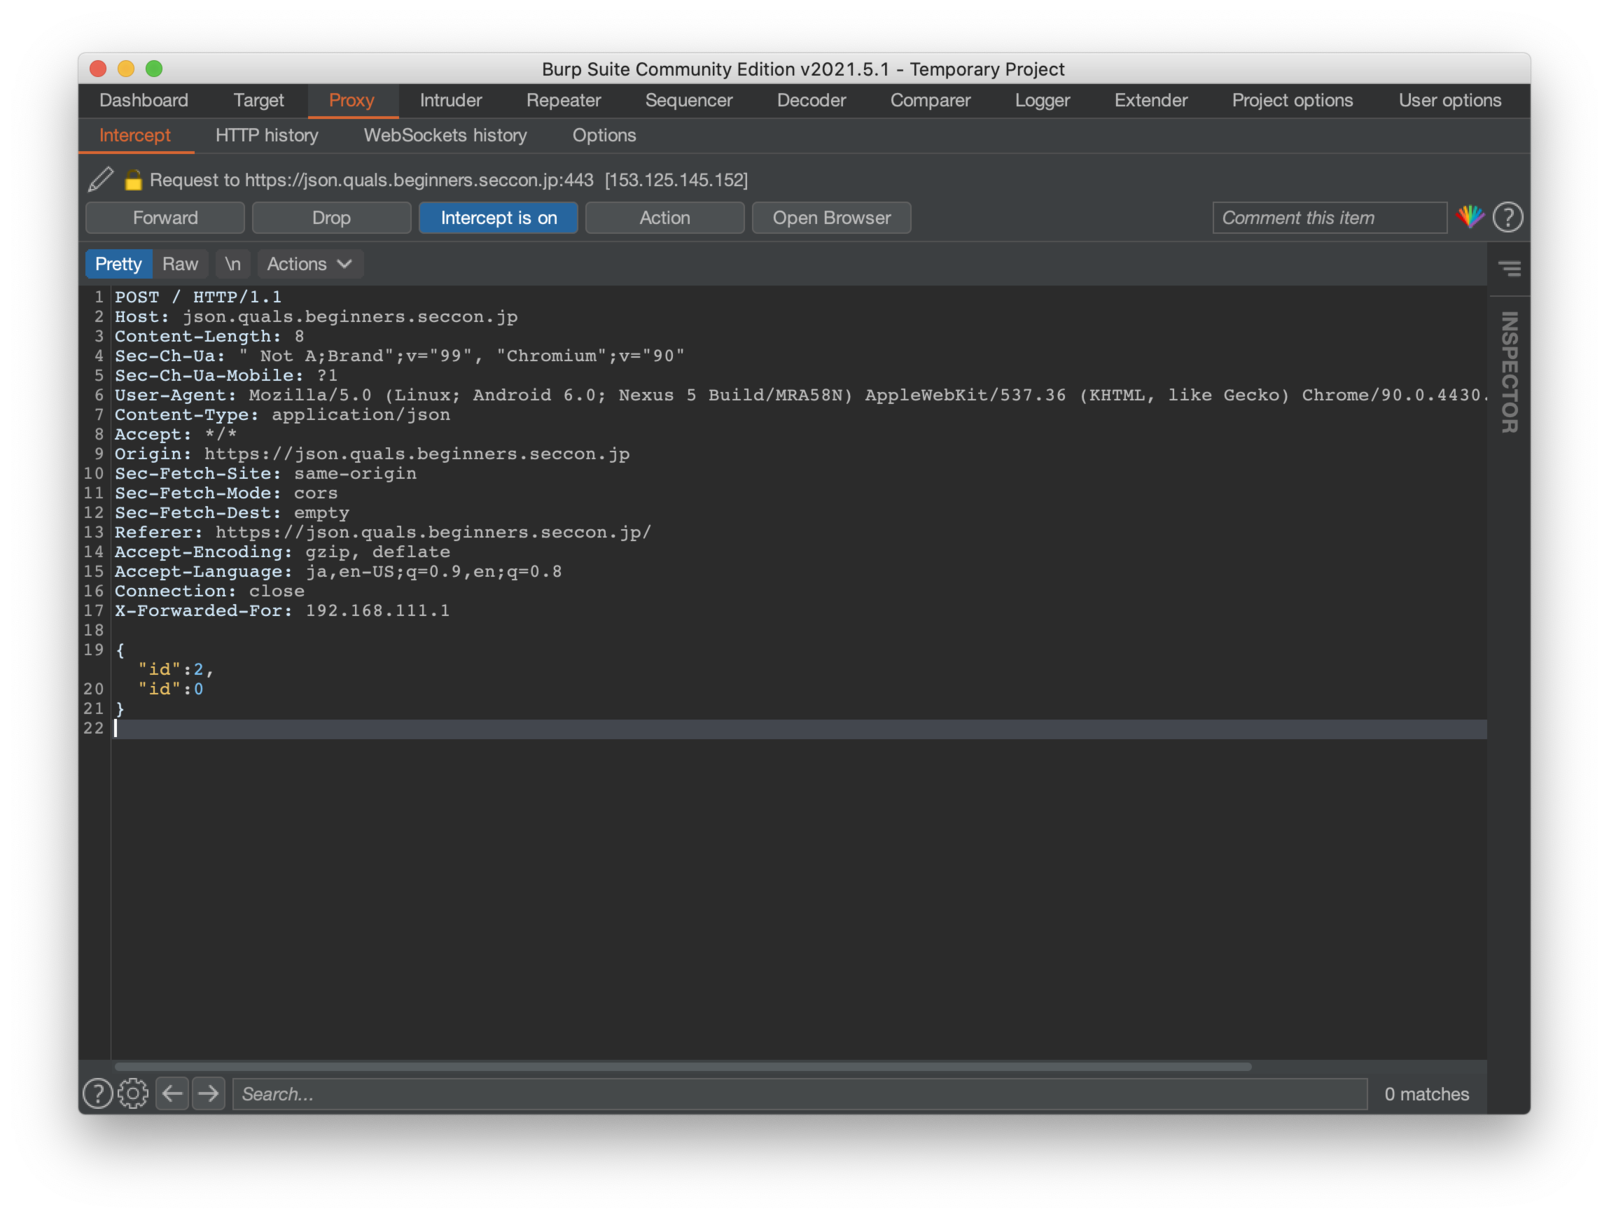 Burp Suite Community Edition v2021.5.1 - Temporary Project
Dashboard Target Proxy Intruder Repeater Sequencer Decoder Comparer Logger Extender Project options User options
Intercept HTTP history WebSockets history Options
Request to https://json.quals.beginners.seccon.jp:443 [153.125.145.152]
Forward Drop Intercept is on Action Open Browser Comment this item ?
Pretty Raw \n Actions
INSPECTOR
1 POST / HTTP/1.1
2 Host: json.quals.beginners.seccon.jp
3 Content-Length: 8
4 Sec-Ch-Ua: " Not A;Brand";v="99", "Chromium";v="90"
5 Sec-Ch-Ua-Mobile: ?1
6 User-Agent: Mozilla/5.0 (Linux; Android 6.0; Nexus 5 Build/MRA58N) AppleWebKit/537.36 (KHTML, like Gecko) Chrome/90.0.4430.
7 Content-Type: application/json
8 Accept: */*
9 Origin: https://json.quals.beginners.seccon.jp
10 Sec-Fetch-Site: same-origin
11 Sec-Fetch-Mode: cors
12 Sec-Fetch-Dest: empty
13 Referer: https://json.quals.beginners.seccon.jp/
14 Accept-Encoding: gzip, deflate
15 Accept-Language: ja,en-US;q=0.9,en;q=0.8
16 Connection: close
17 X-Forwarded-For: 192.168.111.1
18
19 {
"id":2,
20 "id":0
21 }
22
? Search... 0 matches